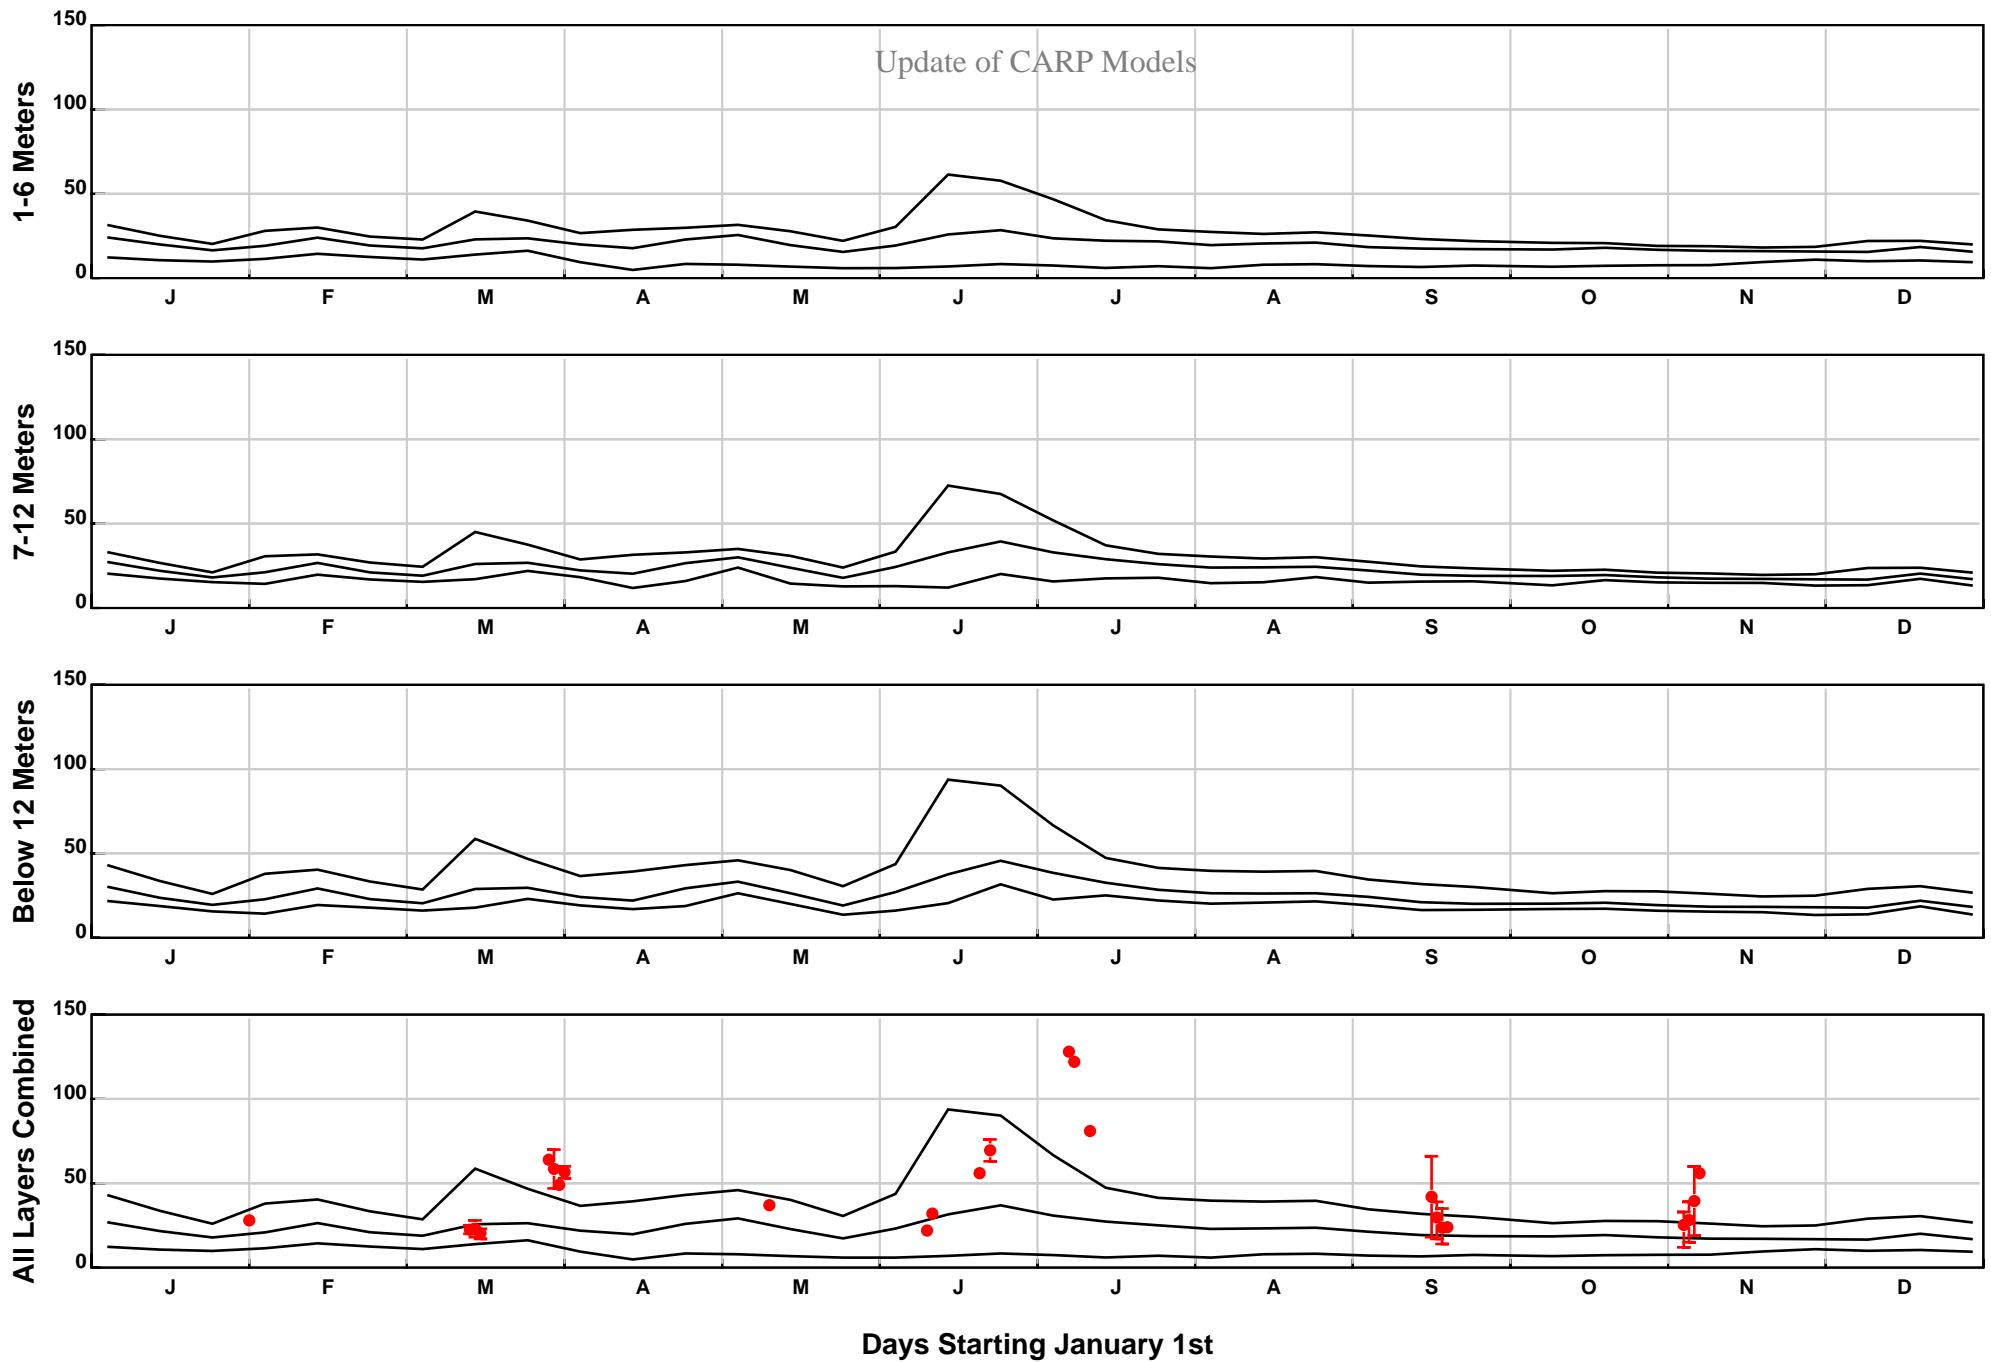 Update of CARP Models
1-6 Meters
150
100
50
0
J F M A M J J A S O N D
7-12 Meters
150
100
50
0
J F M A M J J A S O N D
Below 12 Meters
150
100
50
0
J F M A M J J A S O N D
All Layers Combined
150
100
50
0
J F M A M J J A S O N D
Days Starting January 1st